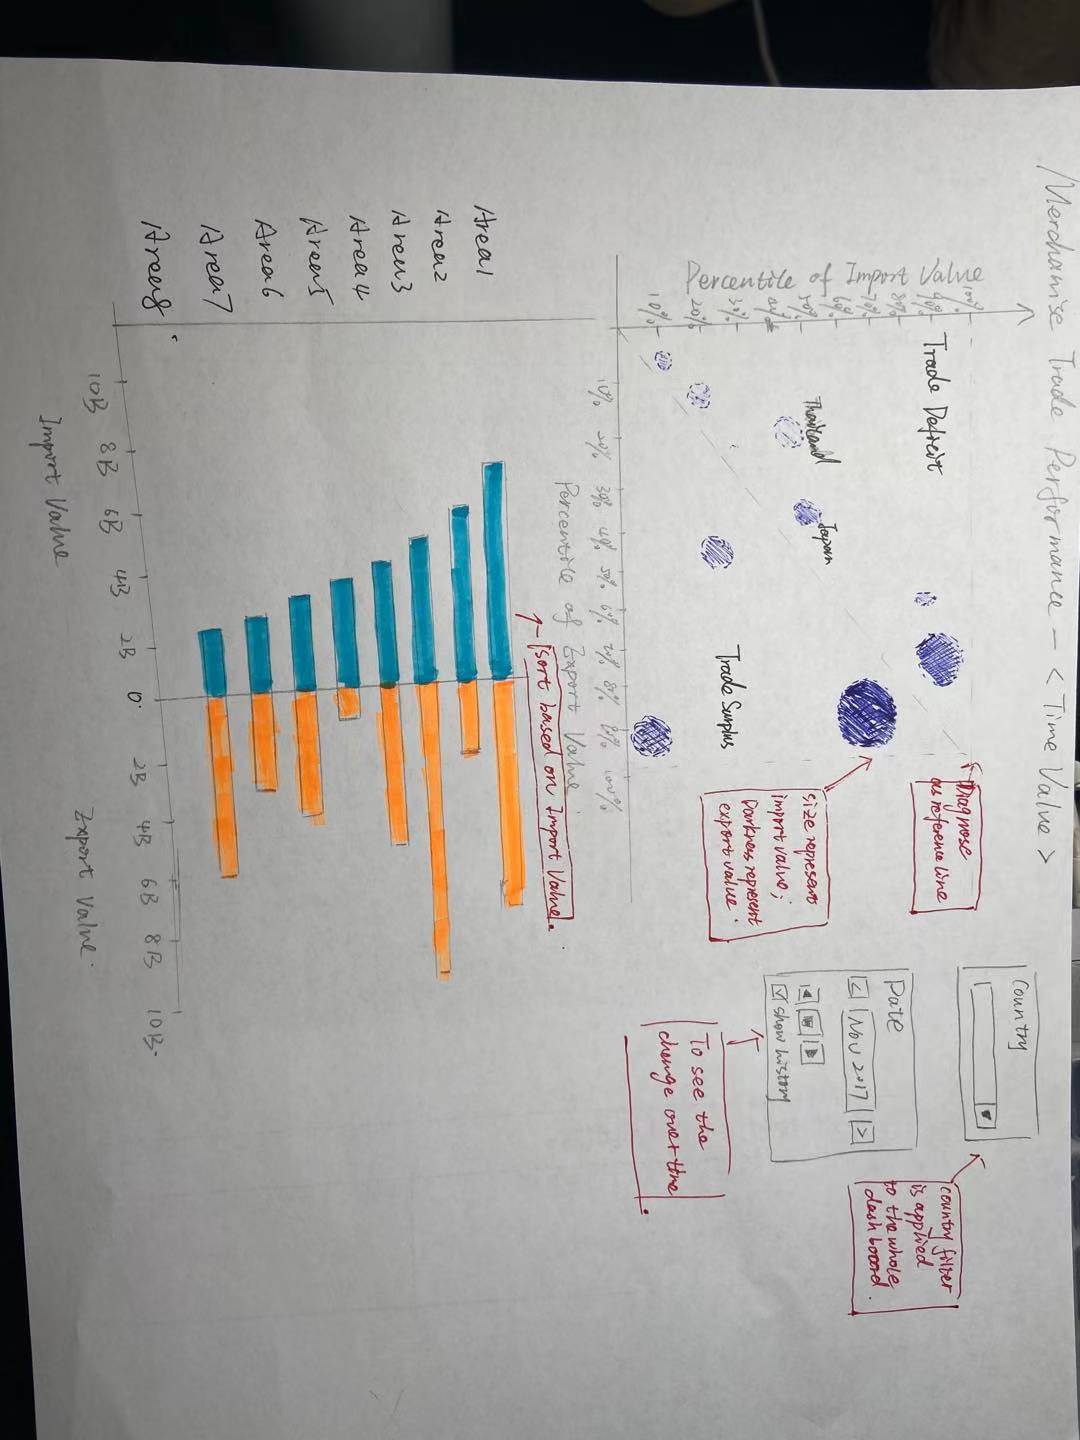 Merchanise Trade Performance - < Time Value >
Percentile of Import Value
100%
90%
80%
70%
60%
50%
40%
30%
20%
10%
Trade Deficit
Thailand
Japan
Trade Surplus
10%
20%
30%
40%
50%
60%
70%
80%
100%
Percentile of Export Value
Diagnose
as reference line
size represents
import value;
Darkness represent
export value.
Country
country filter
is applied
to the whole
dash board.
Date
< Nov 2017 >
show history
To see the
change over time
Sort based on Import Value.
Area1
Area2
Area3
Area4
Area5
Area6
Area7
Area8
10B 8B 6B 4B 2B 0 2B 4B 6B 8B 10B
Import Value
Export Value.